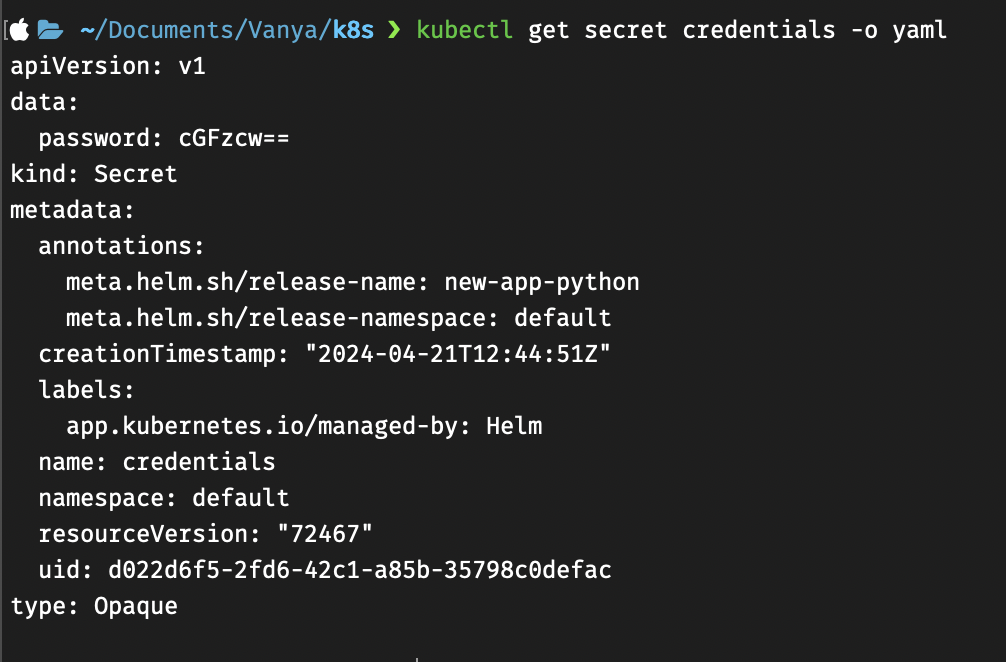 [ ~/Documents/Vanya/k8s ❯ kubectl get secret credentials -o yaml
apiVersion: v1
data:
  password: cGFzcw==
kind: Secret
metadata:
  annotations:
    meta.helm.sh/release-name: new-app-python
    meta.helm.sh/release-namespace: default
  creationTimestamp: "2024-04-21T12:44:51Z"
  labels:
    app.kubernetes.io/managed-by: Helm
  name: credentials
  namespace: default
  resourceVersion: "72467"
  uid: d022d6f5-2fd6-42c1-a85b-35798c0defac
type: Opaque